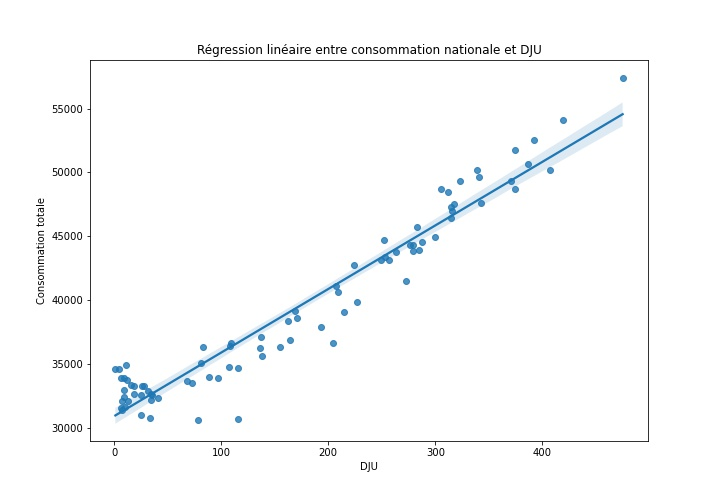 Régression linéaire entre consommation nationale et DJU
55000
50000
45000
40000
35000
30000
Consommation totale
0 100 200 300 400
DJU